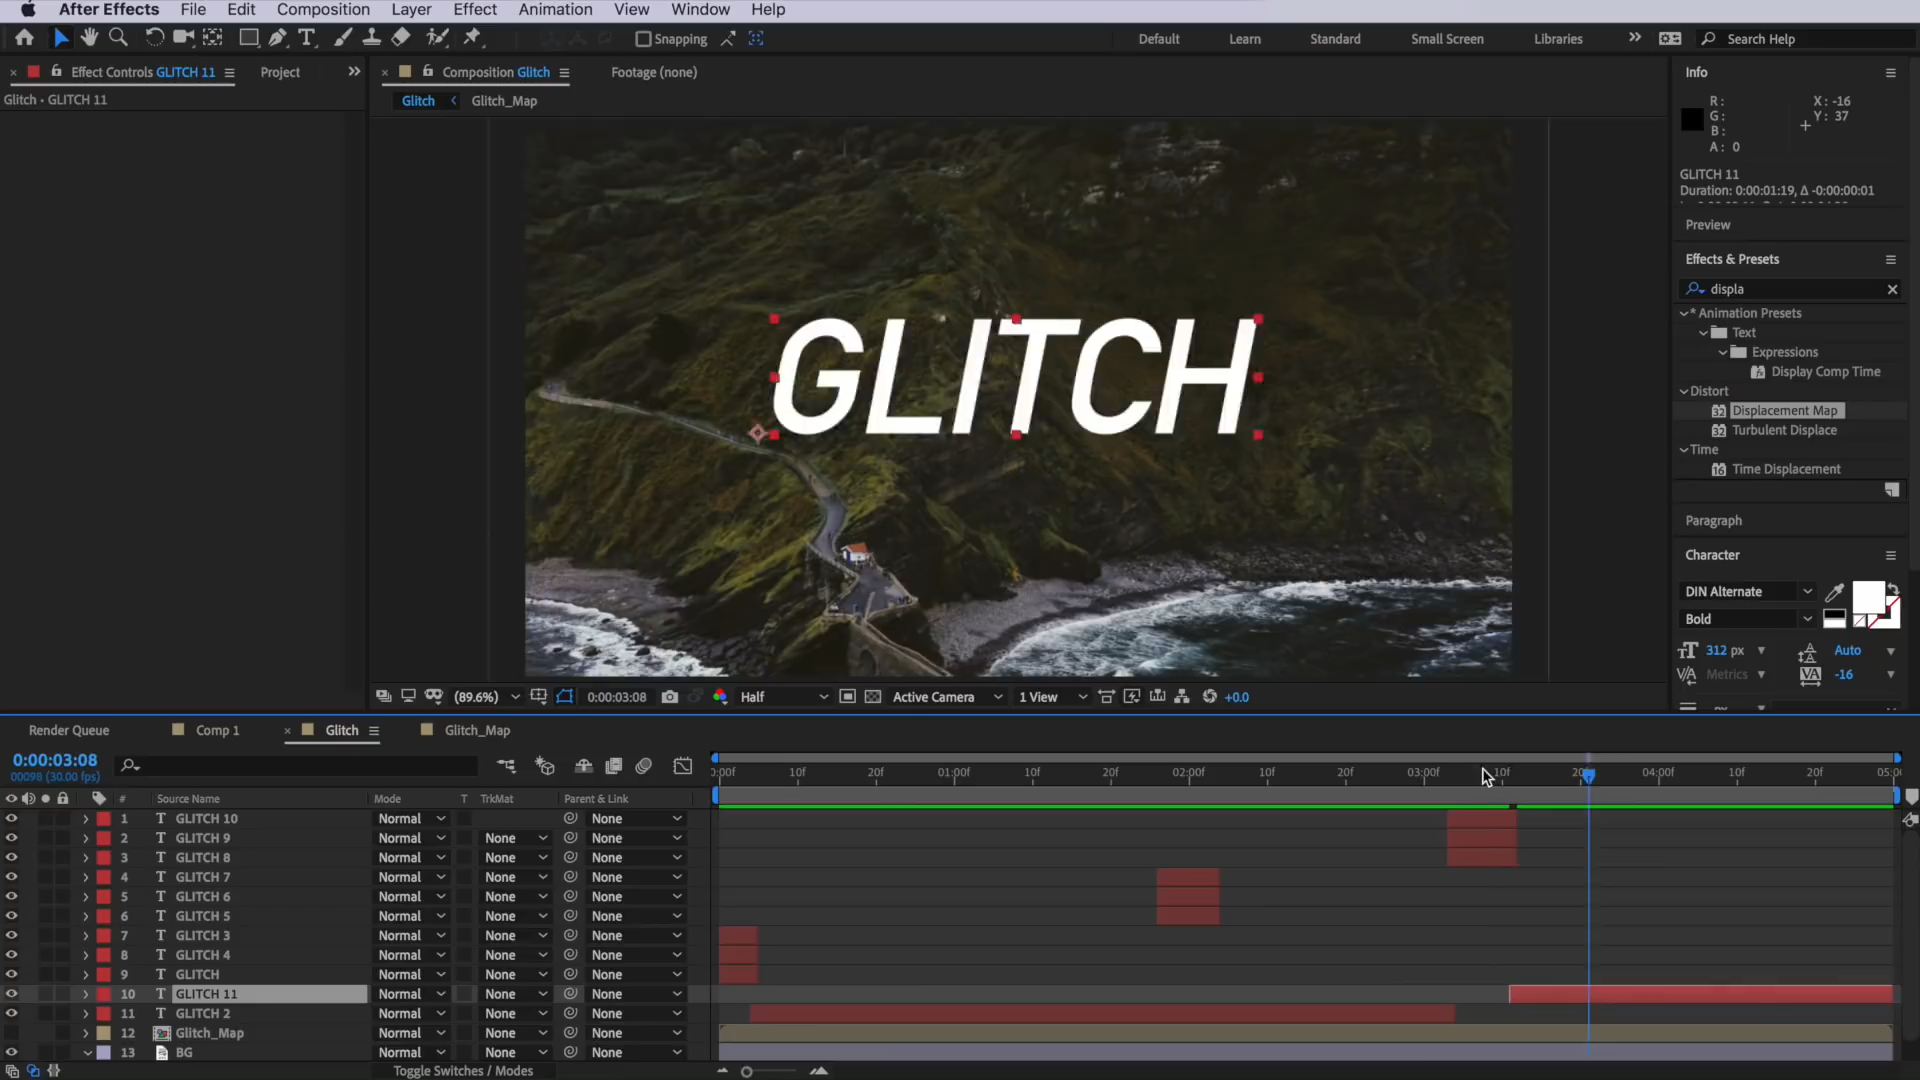 After Effects File Edit Composition Layer Effect Animation View Window Help
Snapping Default Learn Standard Small Screen Libraries Search Help
Effect Controls GLITCH 11 Project Composition Glitch Footage (none)
Glitch • GLITCH 11 Glitch Glitch_Map
GLITCH
Info
R: X: -16
G: Y: 37
B:
A: 0
GLITCH 11
Duration: 0:00:01:19, Δ -0:00:00:01
Preview
Effects & Presets
displa
* Animation Presets
Text
Expressions
Display Comp Time
Distort
Displacement Map
Turbulent Displace
Time
Time Displacement
Paragraph
Character
DIN Alternate
Bold
312 px Auto
Metrics -16
(89.6%) 0:00:03:08 Half Active Camera 1 View +0.0
Render Queue Comp 1 Glitch Glitch_Map
0:00:03:08
00098 (30.00 fps)
:00f 10f 20f 01:00f 10f 20f 02:00f 10f 20f 03:00f 10f 20f 04:00f 10f 20f 05:0
# Source Name Mode T TrkMat Parent & Link
1 T GLITCH 10 Normal None
2 T GLITCH 9 Normal None None
3 T GLITCH 8 Normal None None
4 T GLITCH 7 Normal None None
5 T GLITCH 6 Normal None None
6 T GLITCH 5 Normal None None
7 T GLITCH 3 Normal None None
8 T GLITCH 4 Normal None None
9 T GLITCH Normal None None
10 T GLITCH 11 Normal None None
11 T GLITCH 2 Normal None None
12 Glitch_Map Normal None None
13 BG Normal None None
Toggle Switches / Modes